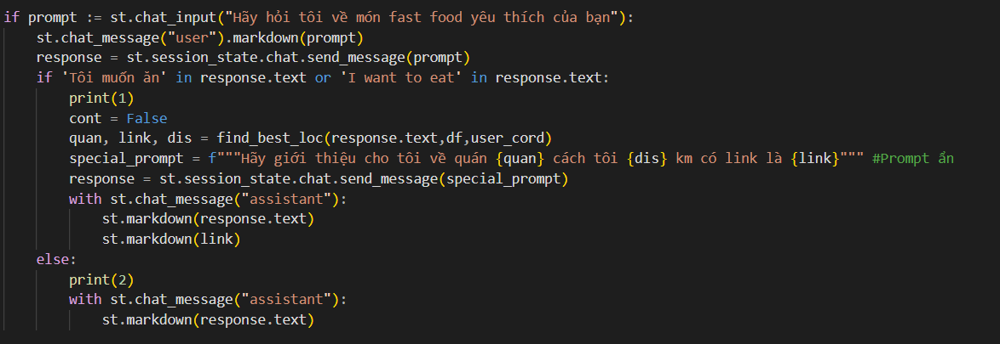 if prompt := st.chat_input("Hãy hỏi tôi về món fast food yêu thích của bạn"):
    st.chat_message("user").markdown(prompt)
    response = st.session_state.chat.send_message(prompt)
    if 'Tôi muốn ăn' in response.text or 'I want to eat' in response.text:
        print(1)
        cont = False
        quan, link, dis = find_best_loc(response.text,df,user_cord)
        special_prompt = f"""Hãy giới thiệu cho tôi về quán {quan} cách tôi {dis} km có link là {link}""" #Prompt ẩn
        response = st.session_state.chat.send_message(special_prompt)
        with st.chat_message("assistant"):
            st.markdown(response.text)
            st.markdown(link)
    else:
        print(2)
        with st.chat_message("assistant"):
            st.markdown(response.text)